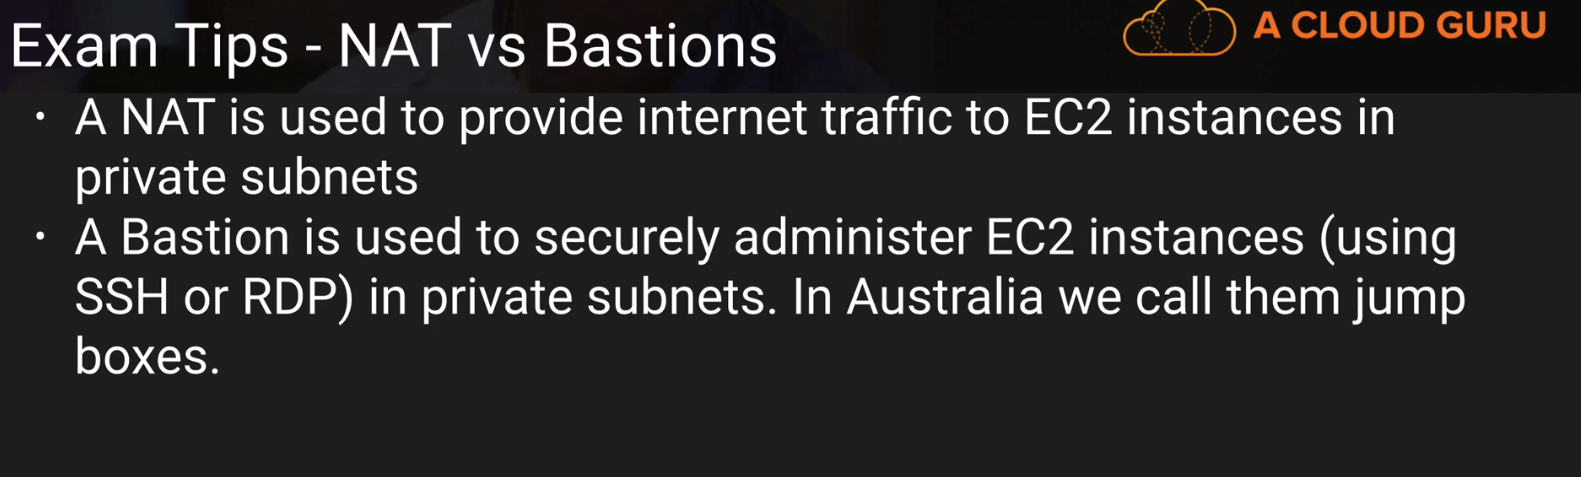 Exam Tips - NAT vs Bastions
A CLOUD GURU
• A NAT is used to provide internet traffic to EC2 instances in
private subnets
• A Bastion is used to securely administer EC2 instances (using
SSH or RDP) in private subnets. In Australia we call them jump
boxes.